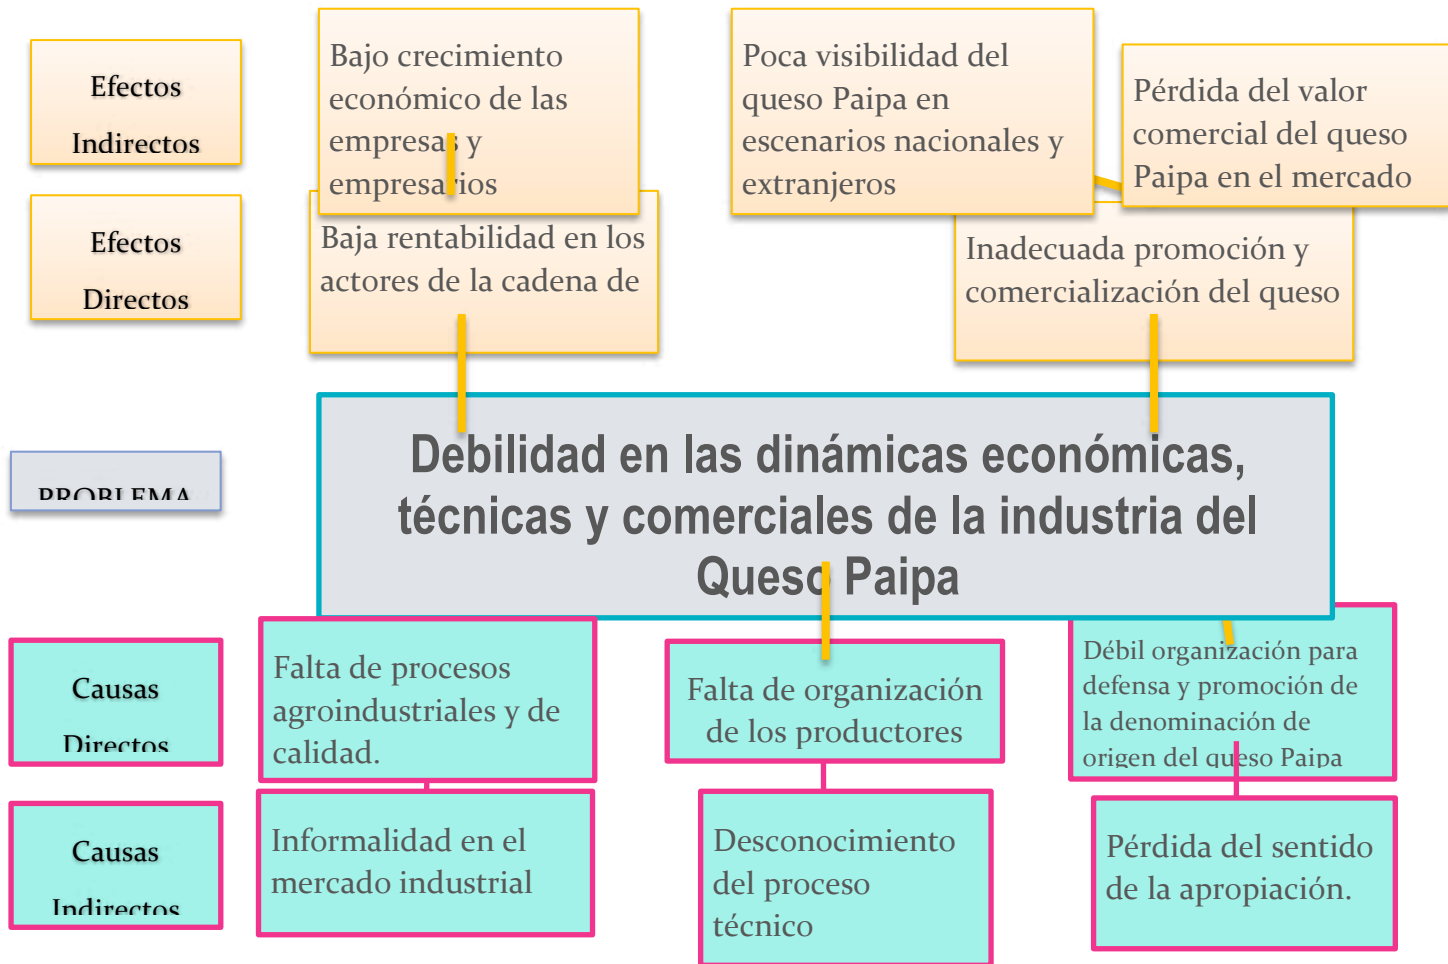 Efectos
Indirectos
Bajo crecimiento
económico de las
empresas y
empresarios
Poca visibilidad del
queso Paipa en
escenarios nacionales y
extranjeros
Pérdida del valor
comercial del queso
Paipa en el mercado
Efectos
Directos
Baja rentabilidad en los
actores de la cadena de
Inadecuada promoción y
comercialización del queso
PROBLEMA
Debilidad en las dinámicas económicas,
técnicas y comerciales de la industria del
Queso Paipa
Causas
Directos
Falta de procesos
agroindustriales y de
calidad.
Falta de organización
de los productores
Débil organización para
defensa y promoción de
la denominación de
origen del queso Paipa
Causas
Indirectos
Informalidad en el
mercado industrial
Desconocimiento
del proceso
técnico
Pérdida del sentido
de la apropiación.